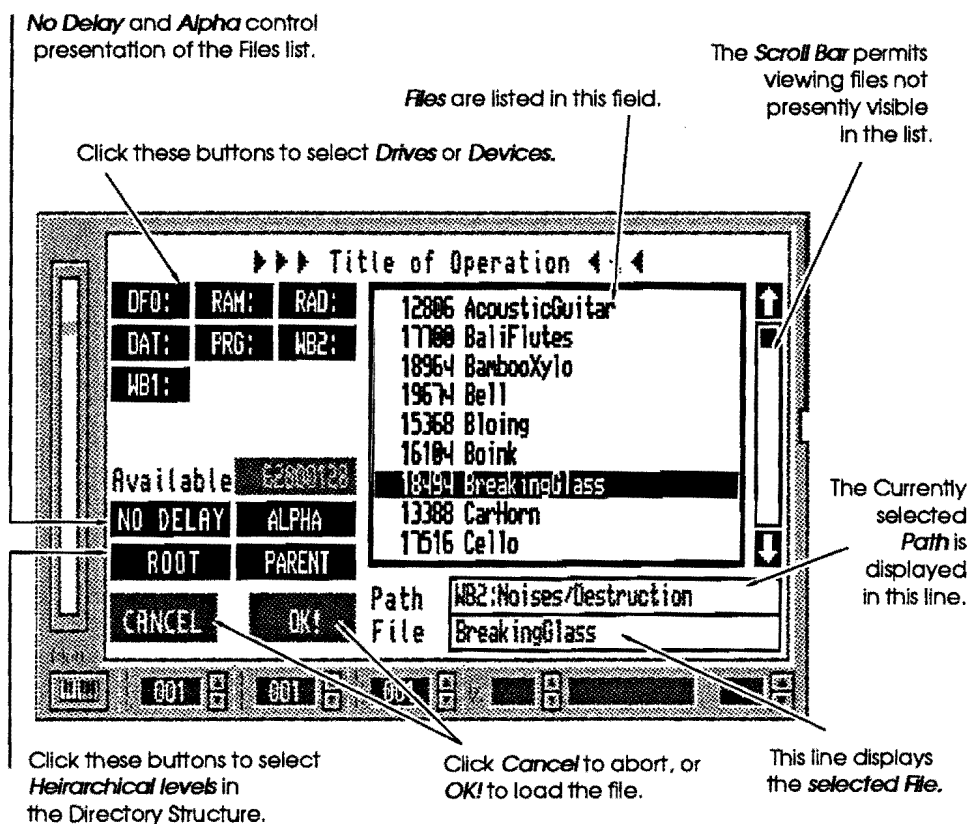 No Delay and Alpha control
presentation of the Files list.
The Scroll Bar permits
viewing files not
presently visible
in the list.
Files are listed in this field.
Click these buttons to select Drives or Devices.
Title of Operation
DF0: RAM: RAD:
DAT: PRG: WB2:
WB1:
12806 AcousticGuitar
17100 BaliFlutes
18964 BambooXylo
19674 Bell
15368 Bloing
16104 Boink
18494 BreakingGlass
13388 CarHorn
17516 Cello
Available
NO DELAY ALPHA
ROOT PARENT
CANCEL OK!
Path WB2:Noises/Destruction
File BreakingGlass
The Currently
selected
Path is
displayed
in this line.
001 001 001
Click these buttons to select
Heirarchical levels in
the Directory Structure.
Click Cancel to abort, or
OK! to load the file.
This line displays
the selected File.